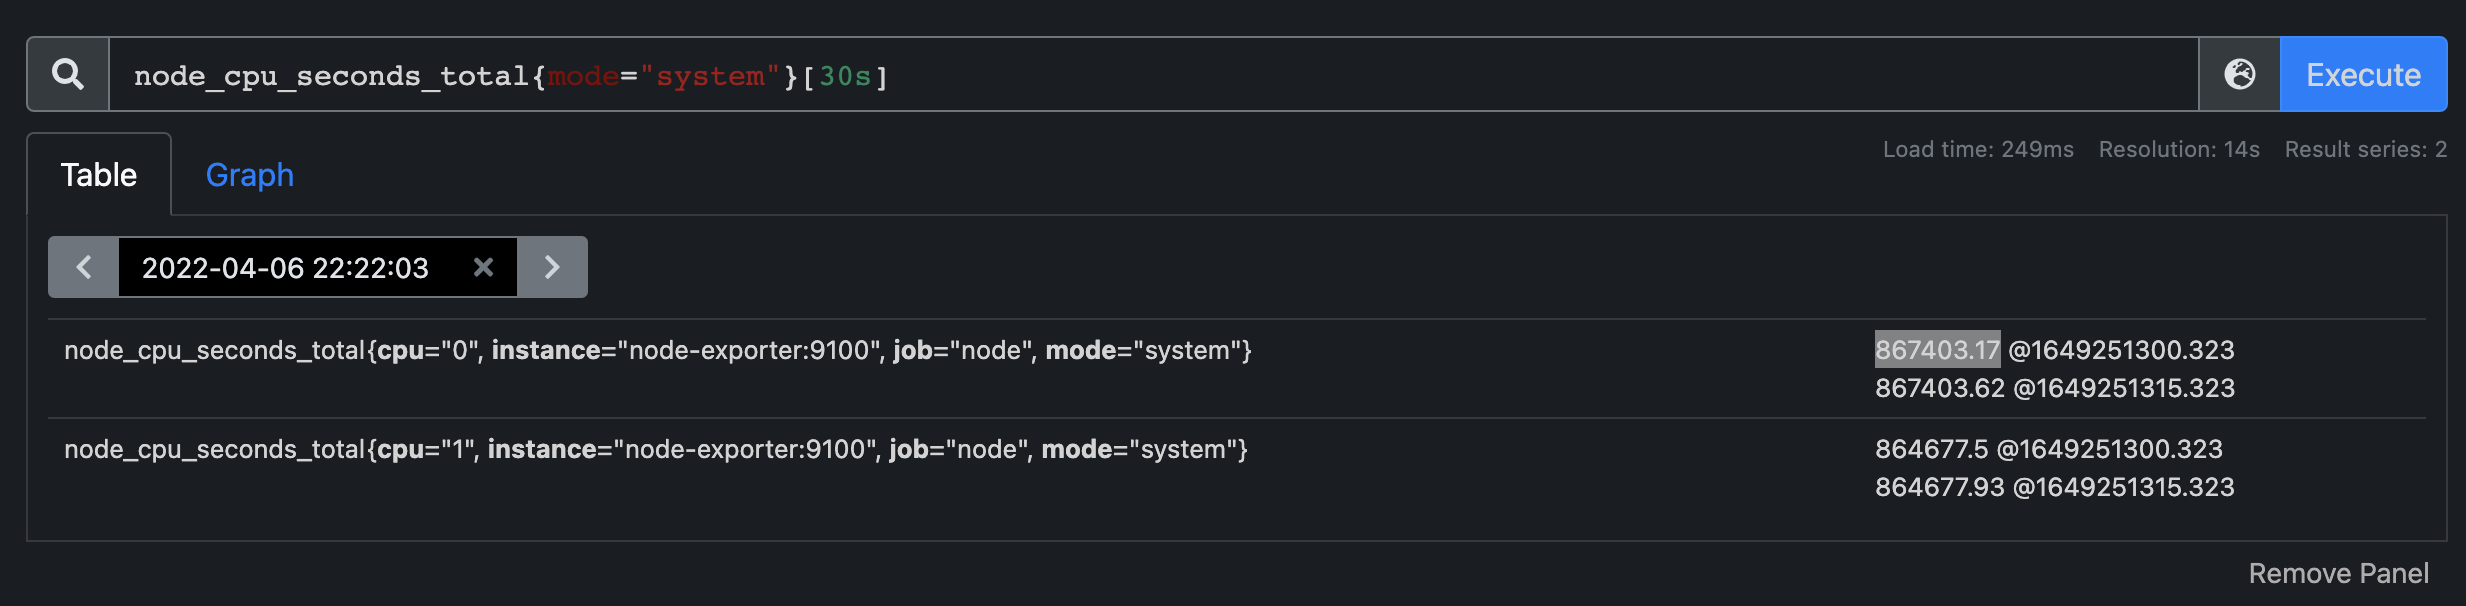 node_cpu_seconds_total{mode="system"}[30s]
Execute
Table
Graph
Load time: 249ms Resolution: 14s Result series: 2
2022-04-06 22:22:03
node_cpu_seconds_total{cpu="0", instance="node-exporter:9100", job="node", mode="system"}
867403.17 @1649251300.323
867403.62 @1649251315.323
node_cpu_seconds_total{cpu="1", instance="node-exporter:9100", job="node", mode="system"}
864677.5 @1649251300.323
864677.93 @1649251315.323
Remove Panel